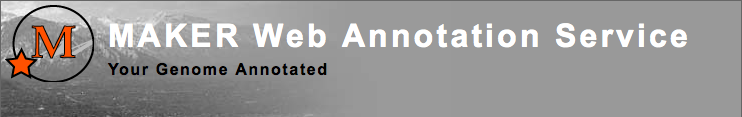 M
MAKER Web Annotation Service
Your Genome Annotated